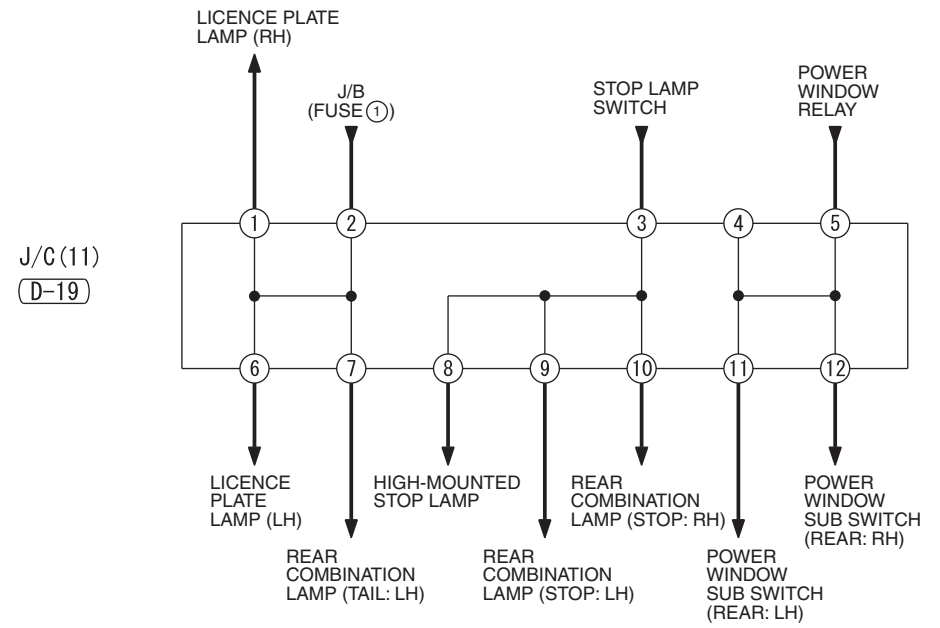 LICENCE PLATE
LAMP (RH)
J/B
(FUSE ①)
STOP LAMP
SWITCH
POWER
WINDOW
RELAY
J/C(11)
D-19
1
2
3
4
5
6
7
8
9
10
11
12
LICENCE
PLATE
LAMP (LH)
REAR
COMBINATION
LAMP (TAIL: LH)
HIGH-MOUNTED
STOP LAMP
REAR
COMBINATION
LAMP (STOP: LH)
REAR
COMBINATION
LAMP (STOP: RH)
POWER
WINDOW
SUB SWITCH
(REAR: LH)
POWER
WINDOW
SUB SWITCH
(REAR: RH)